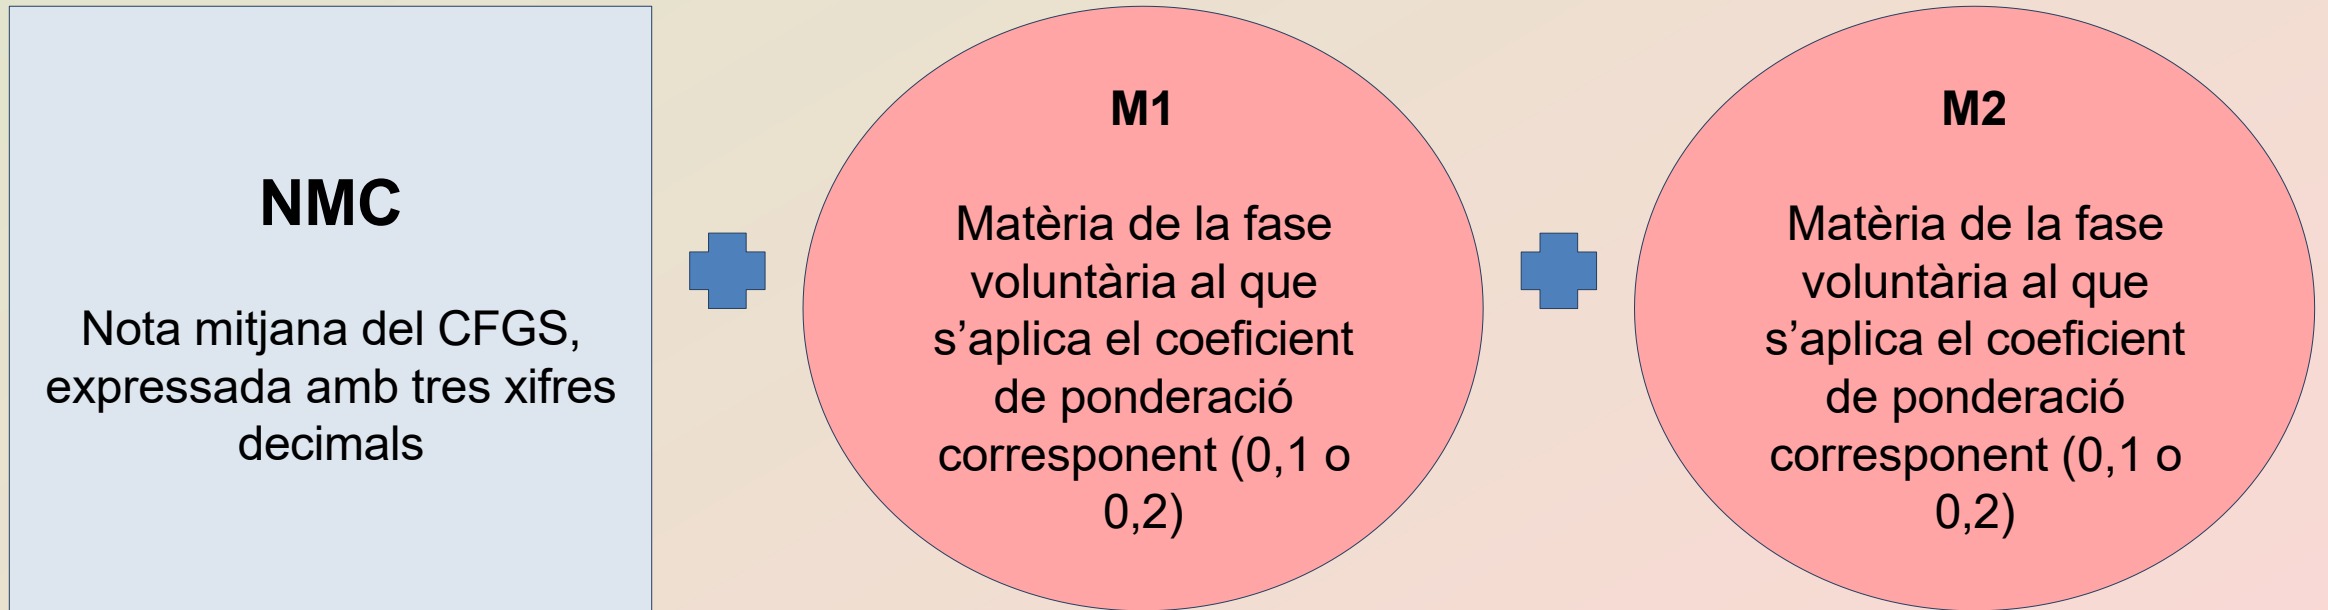 NMC
Nota mitjana del CFGS,
expressada amb tres xifres
decimals
M1
Matèria de la fase
voluntària al que
s’aplica el coeficient
de ponderació
corresponent (0,1 o
0,2)
M2
Matèria de la fase
voluntària al que
s’aplica el coeficient
de ponderació
corresponent (0,1 o
0,2)